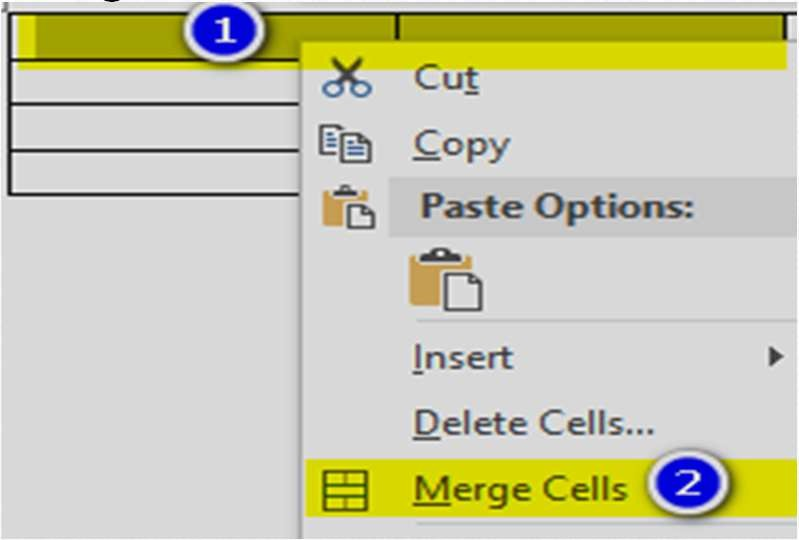 1
Cut
Copy
Paste Options:
Insert
Delete Cells...
Merge Cells 2